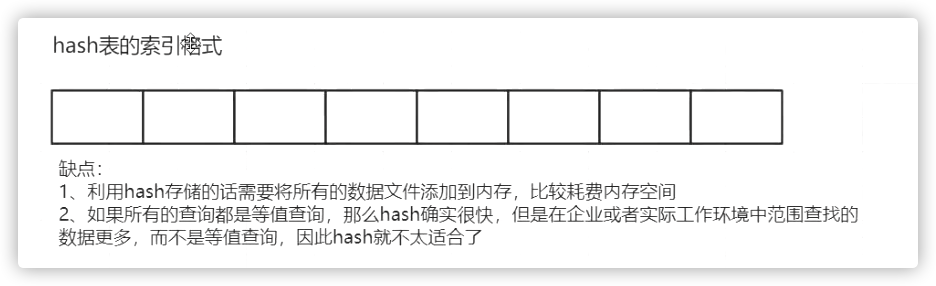 hash表的索引格式
缺点：
1、利用hash存储的话需要将所有的数据文件添加到内存，比较耗费内存空间
2、如果所有的查询都是等值查询，那么hash确实很快，但是在企业或者实际工作环境中范围查找的
数据更多，而不是等值查询，因此hash就不太适合了